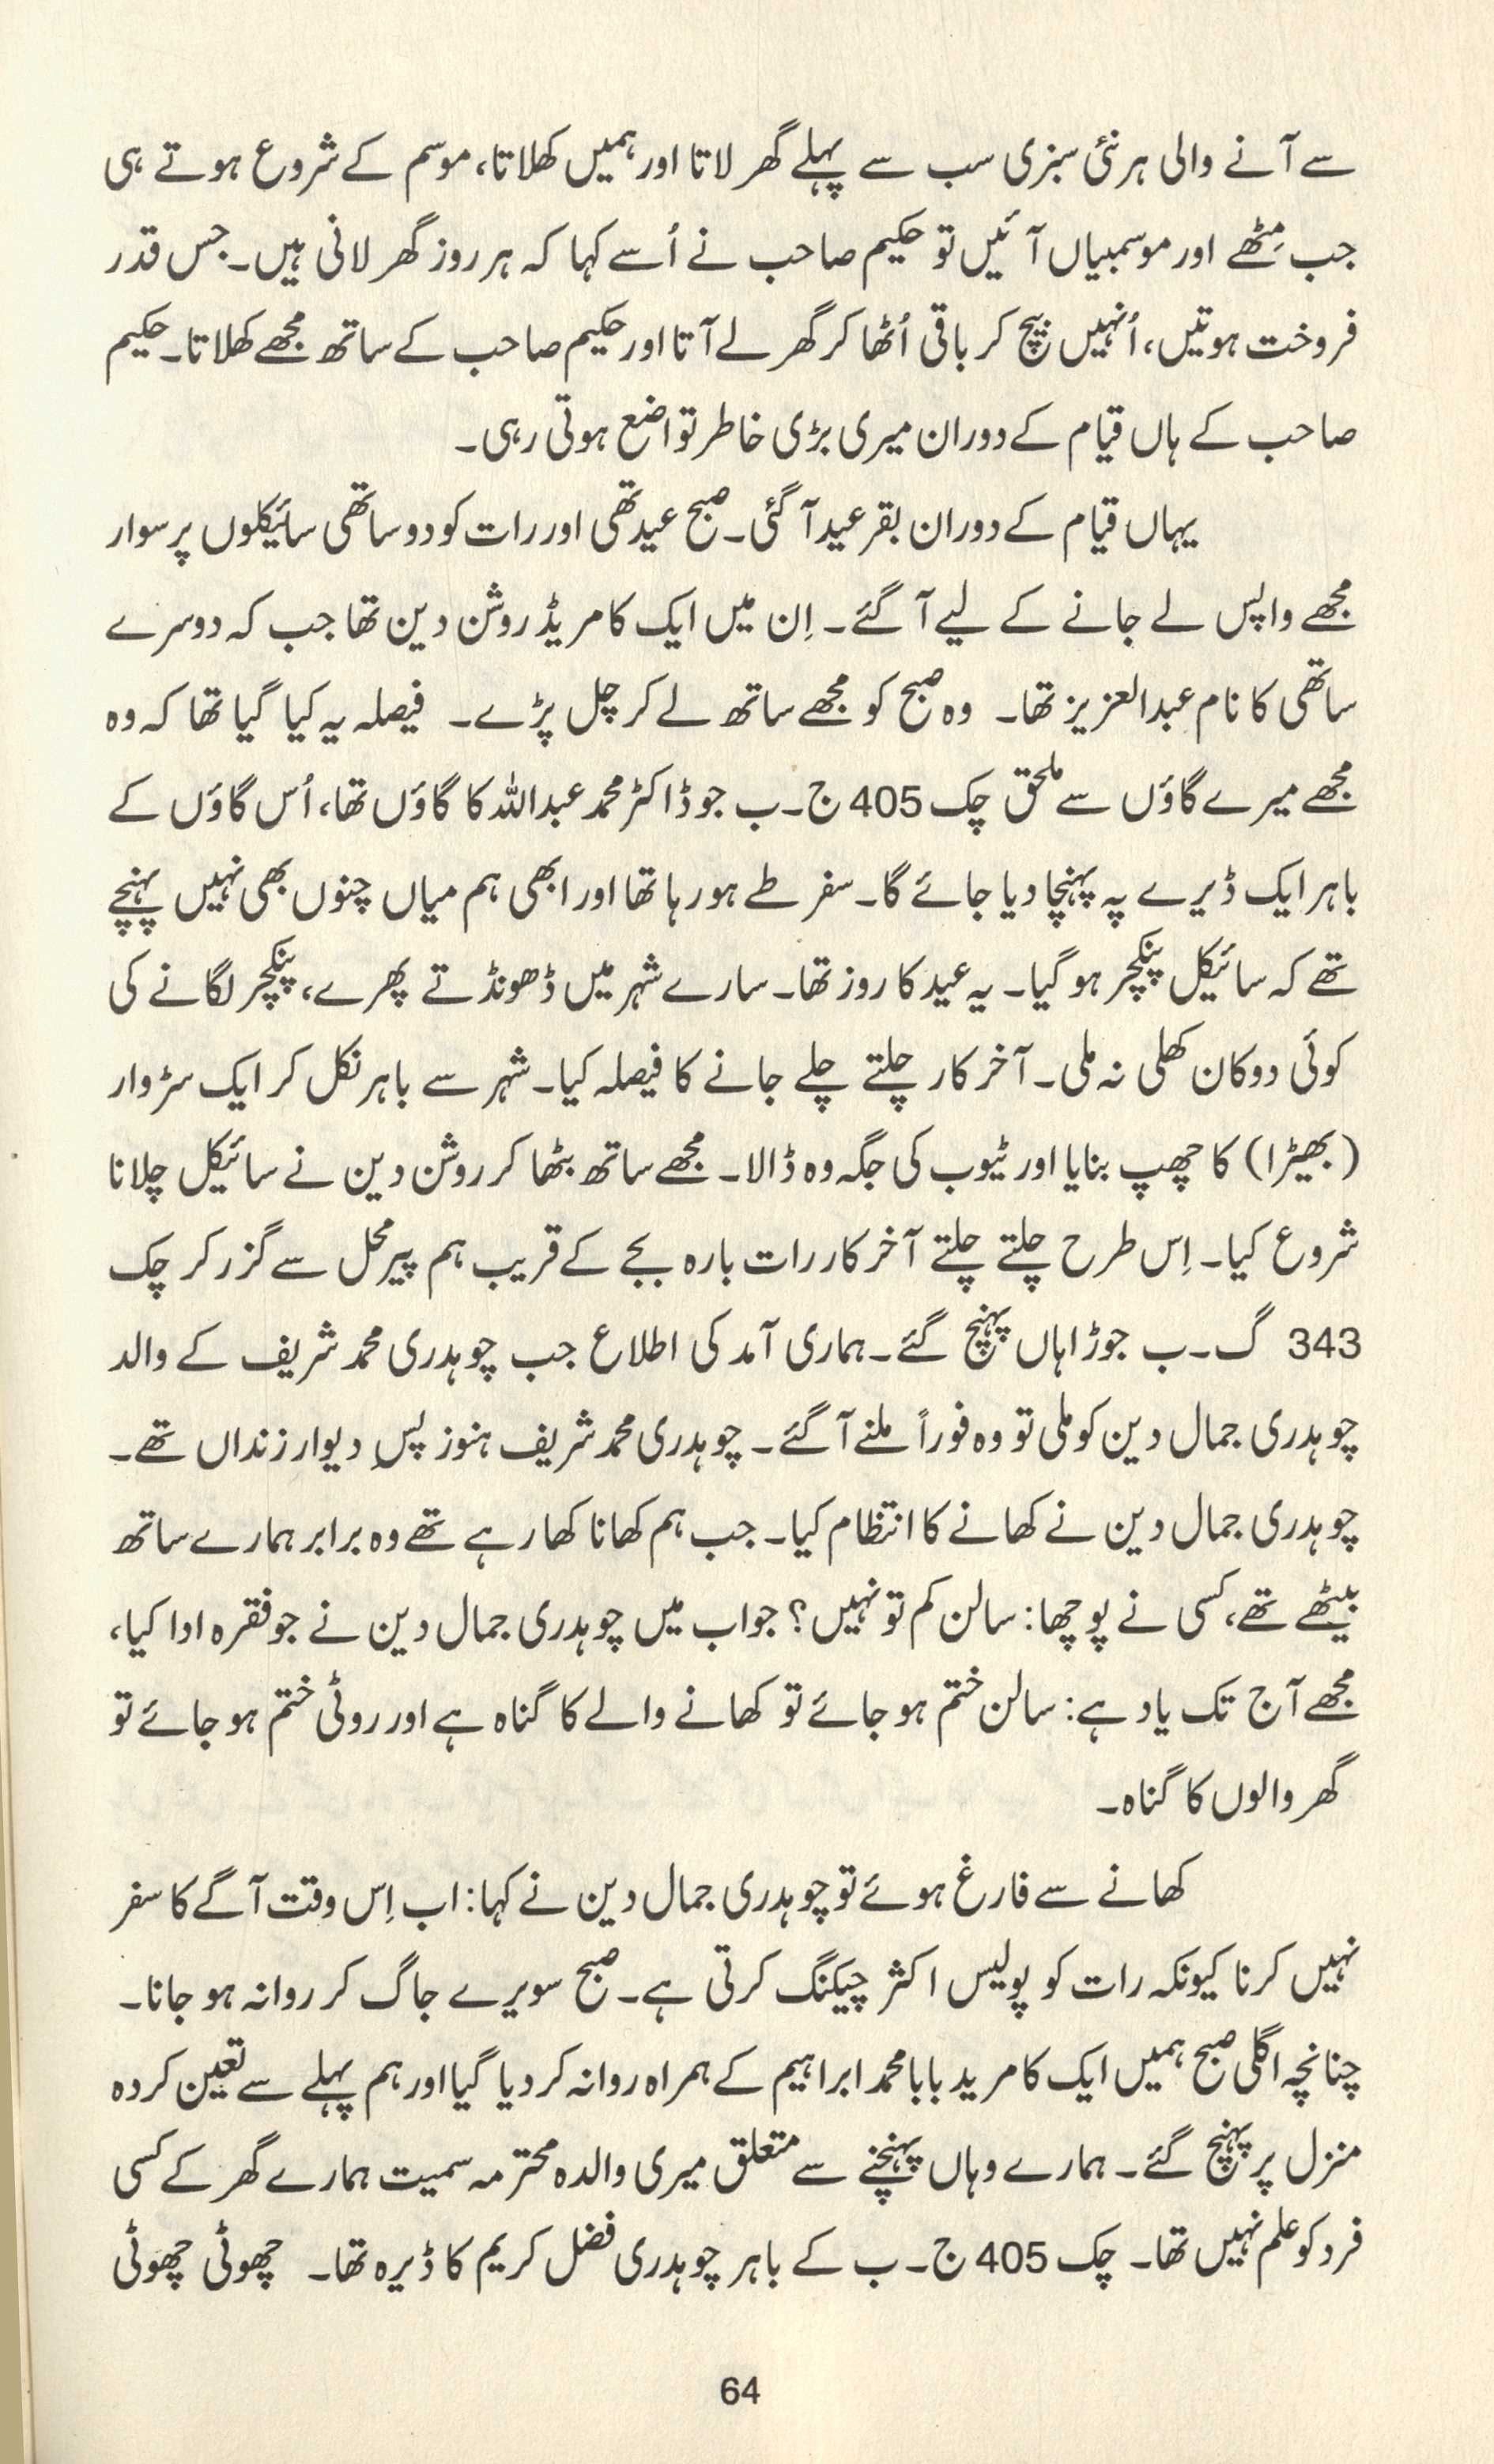 سے آنے والی ہر نئی سبزی سب سے پہلے گھر لاتا اور ہمیں کھلاتا، موسم کے شروع ہوتے ہی
جب مِٹھے اور موسمبیاں آئیں تو حکیم صاحب نے اُسے کہا کہ ہر روز گھر لانی ہیں۔ جس قدر
فروخت ہوتیں، اُنہیں بیچ کر باقی اُٹھا کر گھر لے آتا اور حکیم صاحب کے ساتھ مجھے کھلاتا۔ حکیم
صاحب کے ہاں قیام کے دوران میری بڑی خاطر تواضع ہوتی رہی۔
یہاں قیام کے دوران بقر عید آ گئی۔ صبح عید تھی اور رات کو دو ساتھی سائیکلوں پر سوار
مجھے واپس لے جانے کے لیے آ گئے۔ اِن میں ایک کامریڈ روشن دین تھا جب کہ دوسرے
ساتھی کا نام عبدالعزیز تھا۔ وہ صبح کو مجھے ساتھ لے کر چل پڑے۔ فیصلہ یہ کیا گیا تھا کہ وہ
مجھے میرے گاؤں سے ملحق چک 405 ج۔ب جو ڈاکٹر محمد عبداللہ کا گاؤں تھا، اُس گاؤں کے
باہر ایک ڈیرے پہ پہنچا دیا جائے گا۔ سفر طے ہو رہا تھا اور ابھی ہم میاں چنوں بھی نہیں پہنچے
تھے کہ سائیکل پنکچر ہو گیا۔ یہ عید کا روز تھا۔ سارے شہر میں ڈھونڈتے پھرے، پنکچر لگانے کی
کوئی دوکان کھلی نہ ملی۔ آخر کار چلتے چلے جانے کا فیصلہ کیا۔ شہر سے باہر نکل کر ایک سڑوار
(بھیڑا) کا چھپ بنایا اور ٹیوب کی جگہ وہ ڈالا۔ مجھے ساتھ بٹھا کر روشن دین نے سائیکل چلانا
شروع کیا۔ اِس طرح چلتے چلتے آخر کار رات بارہ بجے کے قریب ہم پیر محل سے گزر کر چک
343 گ۔ب جوڑاہاں پہنچ گئے۔ ہماری آمد کی اطلاع جب چوہدری محمد شریف کے والد
چوہدری جمال دین کو ملی تو وہ فوراً ملنے آ گئے۔ چوہدری محمد شریف ہنوز پسِ دیوار زنداں تھے۔
چوہدری جمال دین نے کھانے کا انتظام کیا۔ جب ہم کھانا کھا رہے تھے وہ برابر ہمارے ساتھ
بیٹھے تھے، کسی نے پوچھا: سالن کم تو نہیں؟ جواب میں چوہدری جمال دین نے جو فقرہ ادا کیا،
مجھے آج تک یاد ہے: سالن ختم ہو جائے تو کھانے والے کا گناہ ہے اور روٹی ختم ہو جائے تو
گھر والوں کا گناہ۔
کھانے سے فارغ ہوئے تو چوہدری جمال دین نے کہا: اب اِس وقت آگے کا سفر
نہیں کرنا کیونکہ رات کو پولیس اکثر چیکنگ کرتی ہے۔ صبح سویرے جاگ کر روانہ ہو جانا۔
چنانچہ اگلی صبح ہمیں ایک کامرید بابا محمد ابراہیم کے ہمراہ روانہ کر دیا گیا اور ہم پہلے سے تعین کردہ
منزل پر پہنچ گئے۔ ہمارے وہاں پہنچنے سے متعلق میری والدہ محترمہ سمیت ہمارے گھر کے کسی
فرد کو علم نہیں تھا۔ چک 405 ج۔ب کے باہر چوہدری فضل کریم کا ڈیرہ تھا۔ چھوٹی چھوٹی
64